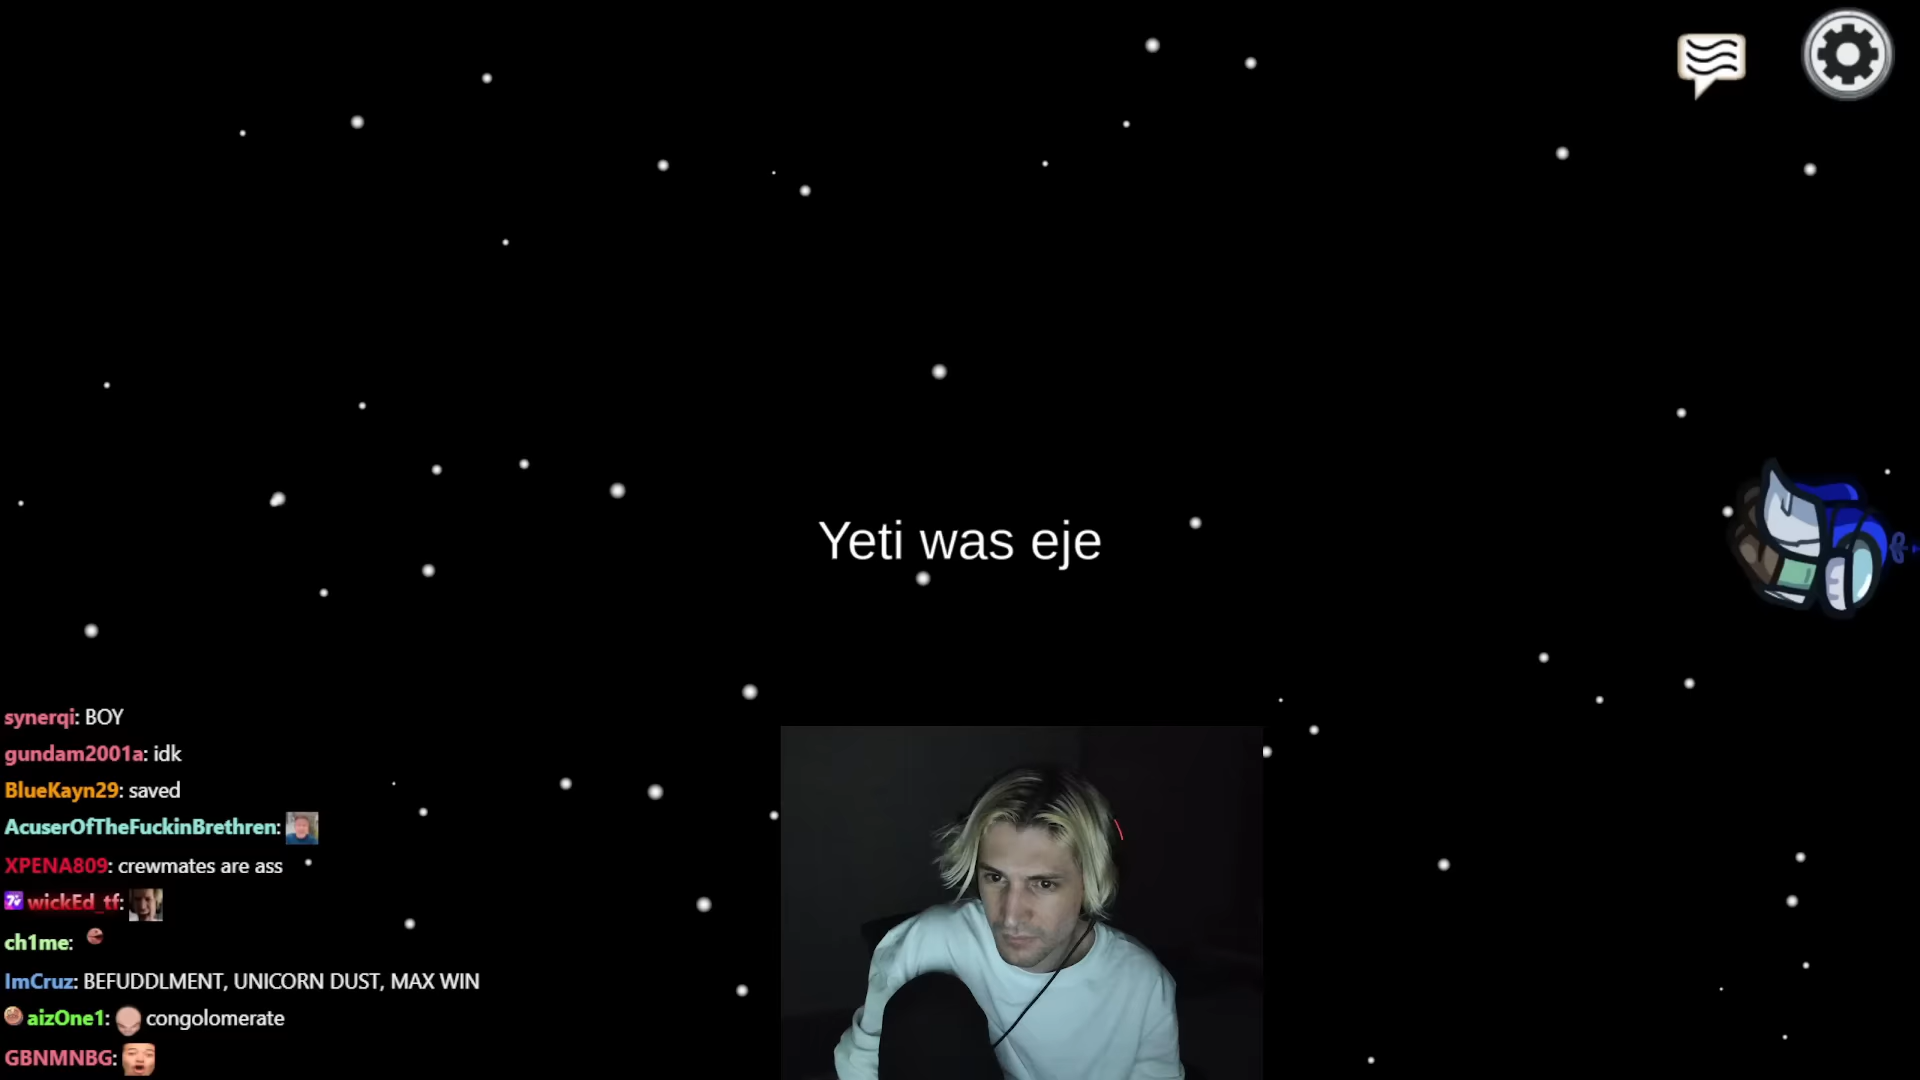 Yeti was eje
synerqi: BOY
gundam2001a: idk
BlueKayn29: saved
AcuserOfTheFuckinBrethren:
XPENA809: crewmates are ass
wickEd_tf:
ch1me:
ImCruz: BEFUDDLMENT, UNICORN DUST, MAX WIN
aizOne1: congolomerate
GBNMNBG: